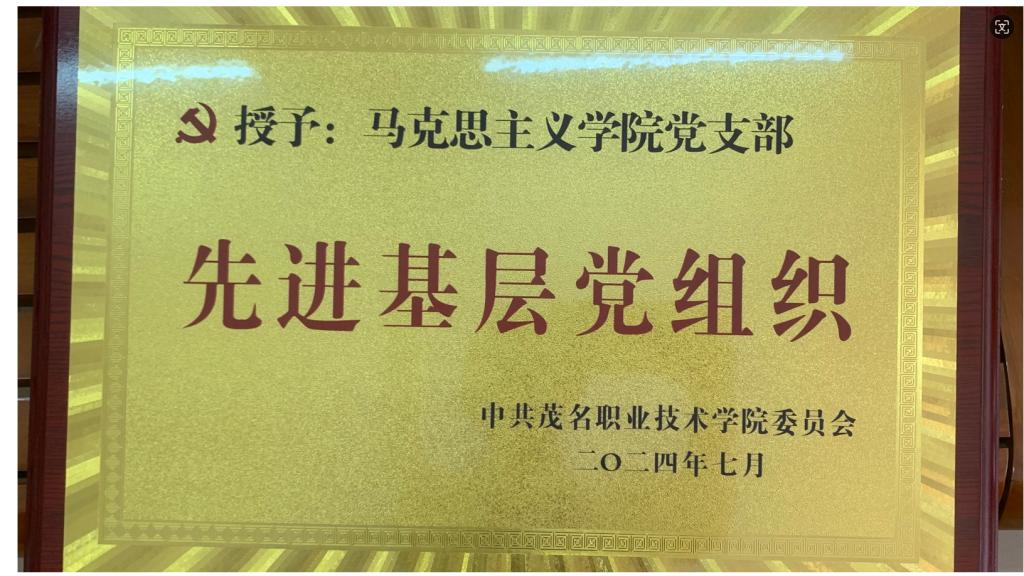 授予：马克思主义学院党支部
先进基层党组织
中共茂名职业技术学院委员会
二〇二四年七月